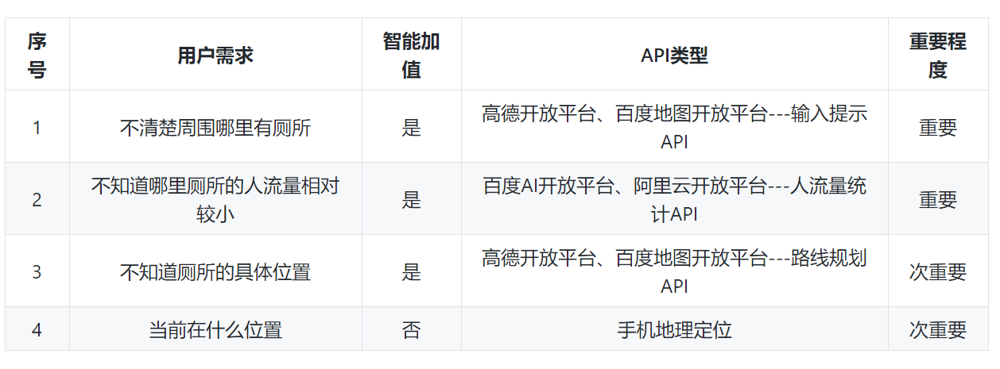 序号 用户需求 智能加值 API类型 重要程度
1 不清楚周围哪里有厕所 是 高德开放平台、百度地图开放平台---输入提示API 重要
2 不知道哪里厕所的人流量相对较小 是 百度AI开放平台、阿里云开放平台---人流量统计API 重要
3 不知道厕所的具体位置 是 高德开放平台、百度地图开放平台---路线规划API 次重要
4 当前在什么位置 否 手机地理定位 次重要